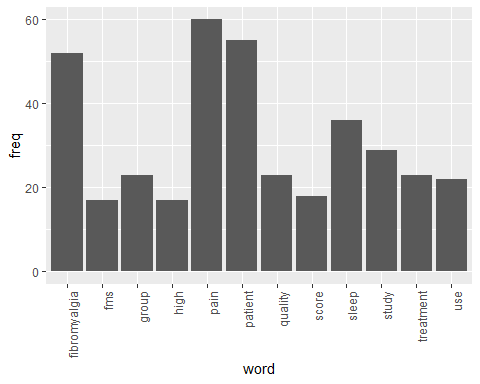 60
40
20
0
freq
fibromyalgia
fms
group
high
pain
patient
quality
score
sleep
study
treatment
use
word